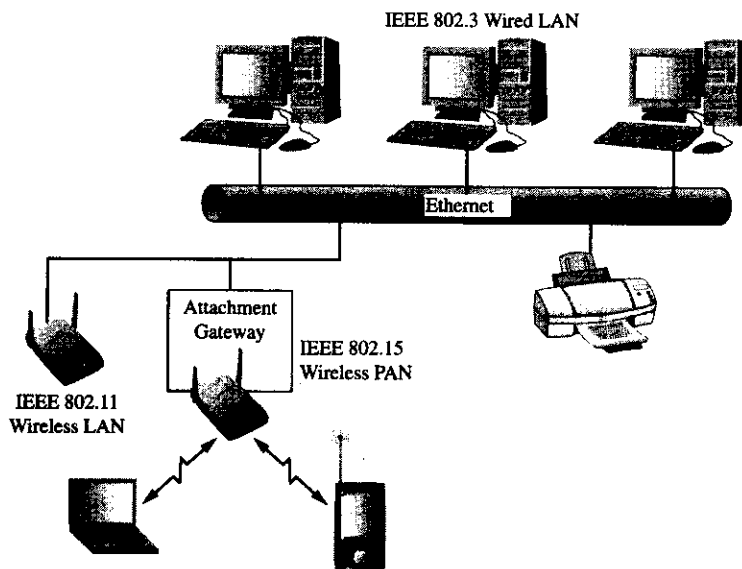 IEEE 802.3 Wired LAN
Ethernet
Attachment
Gateway
IEEE 802.15
Wireless PAN
IEEE 802.11
Wireless LAN